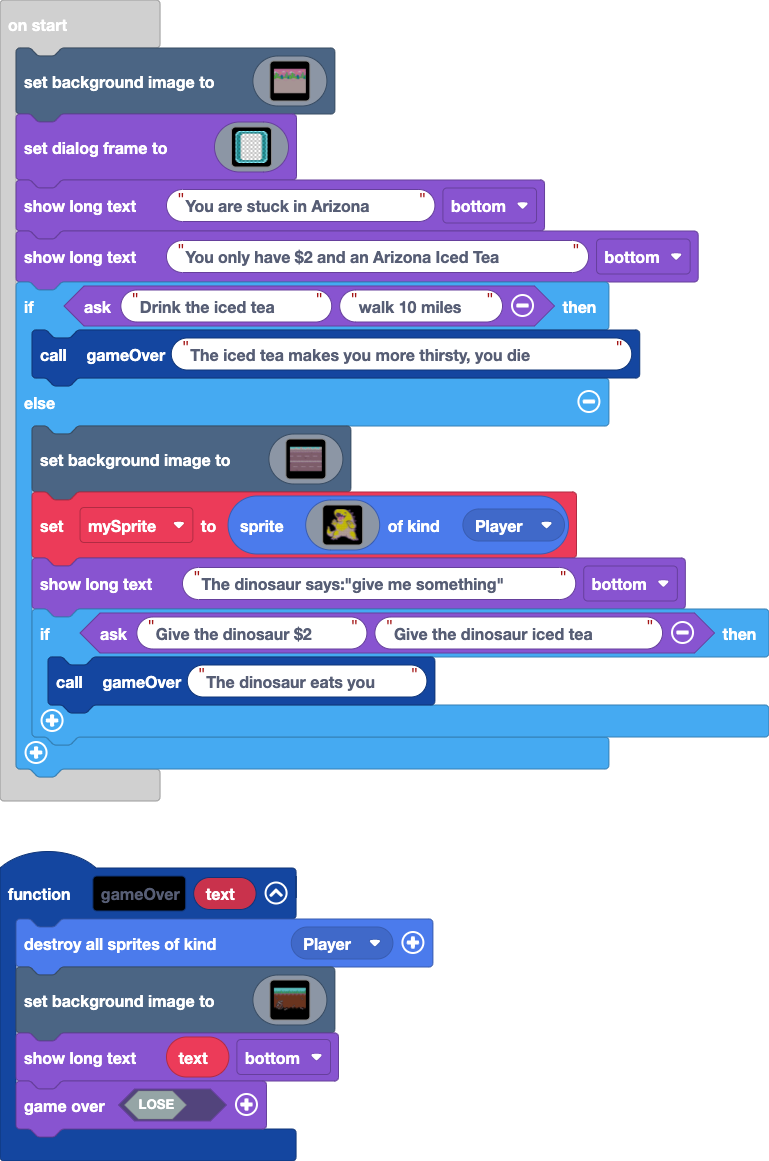 on start
set background image to
set dialog frame to
show long text "You are stuck in Arizona" bottom
show long text "You only have $2 and an Arizona Iced Tea" bottom
if ask "Drink the iced tea" "walk 10 miles" then
call gameOver "The iced tea makes you more thirsty, you die"
else
set background image to
set mySprite to sprite of kind Player
show long text "The dinosaur says:"give me something"" bottom
if ask "Give the dinosaur $2" "Give the dinosaur iced tea" then
call gameOver "The dinosaur eats you"
function gameOver text
destroy all sprites of kind Player
set background image to
show long text text bottom
game over LOSE